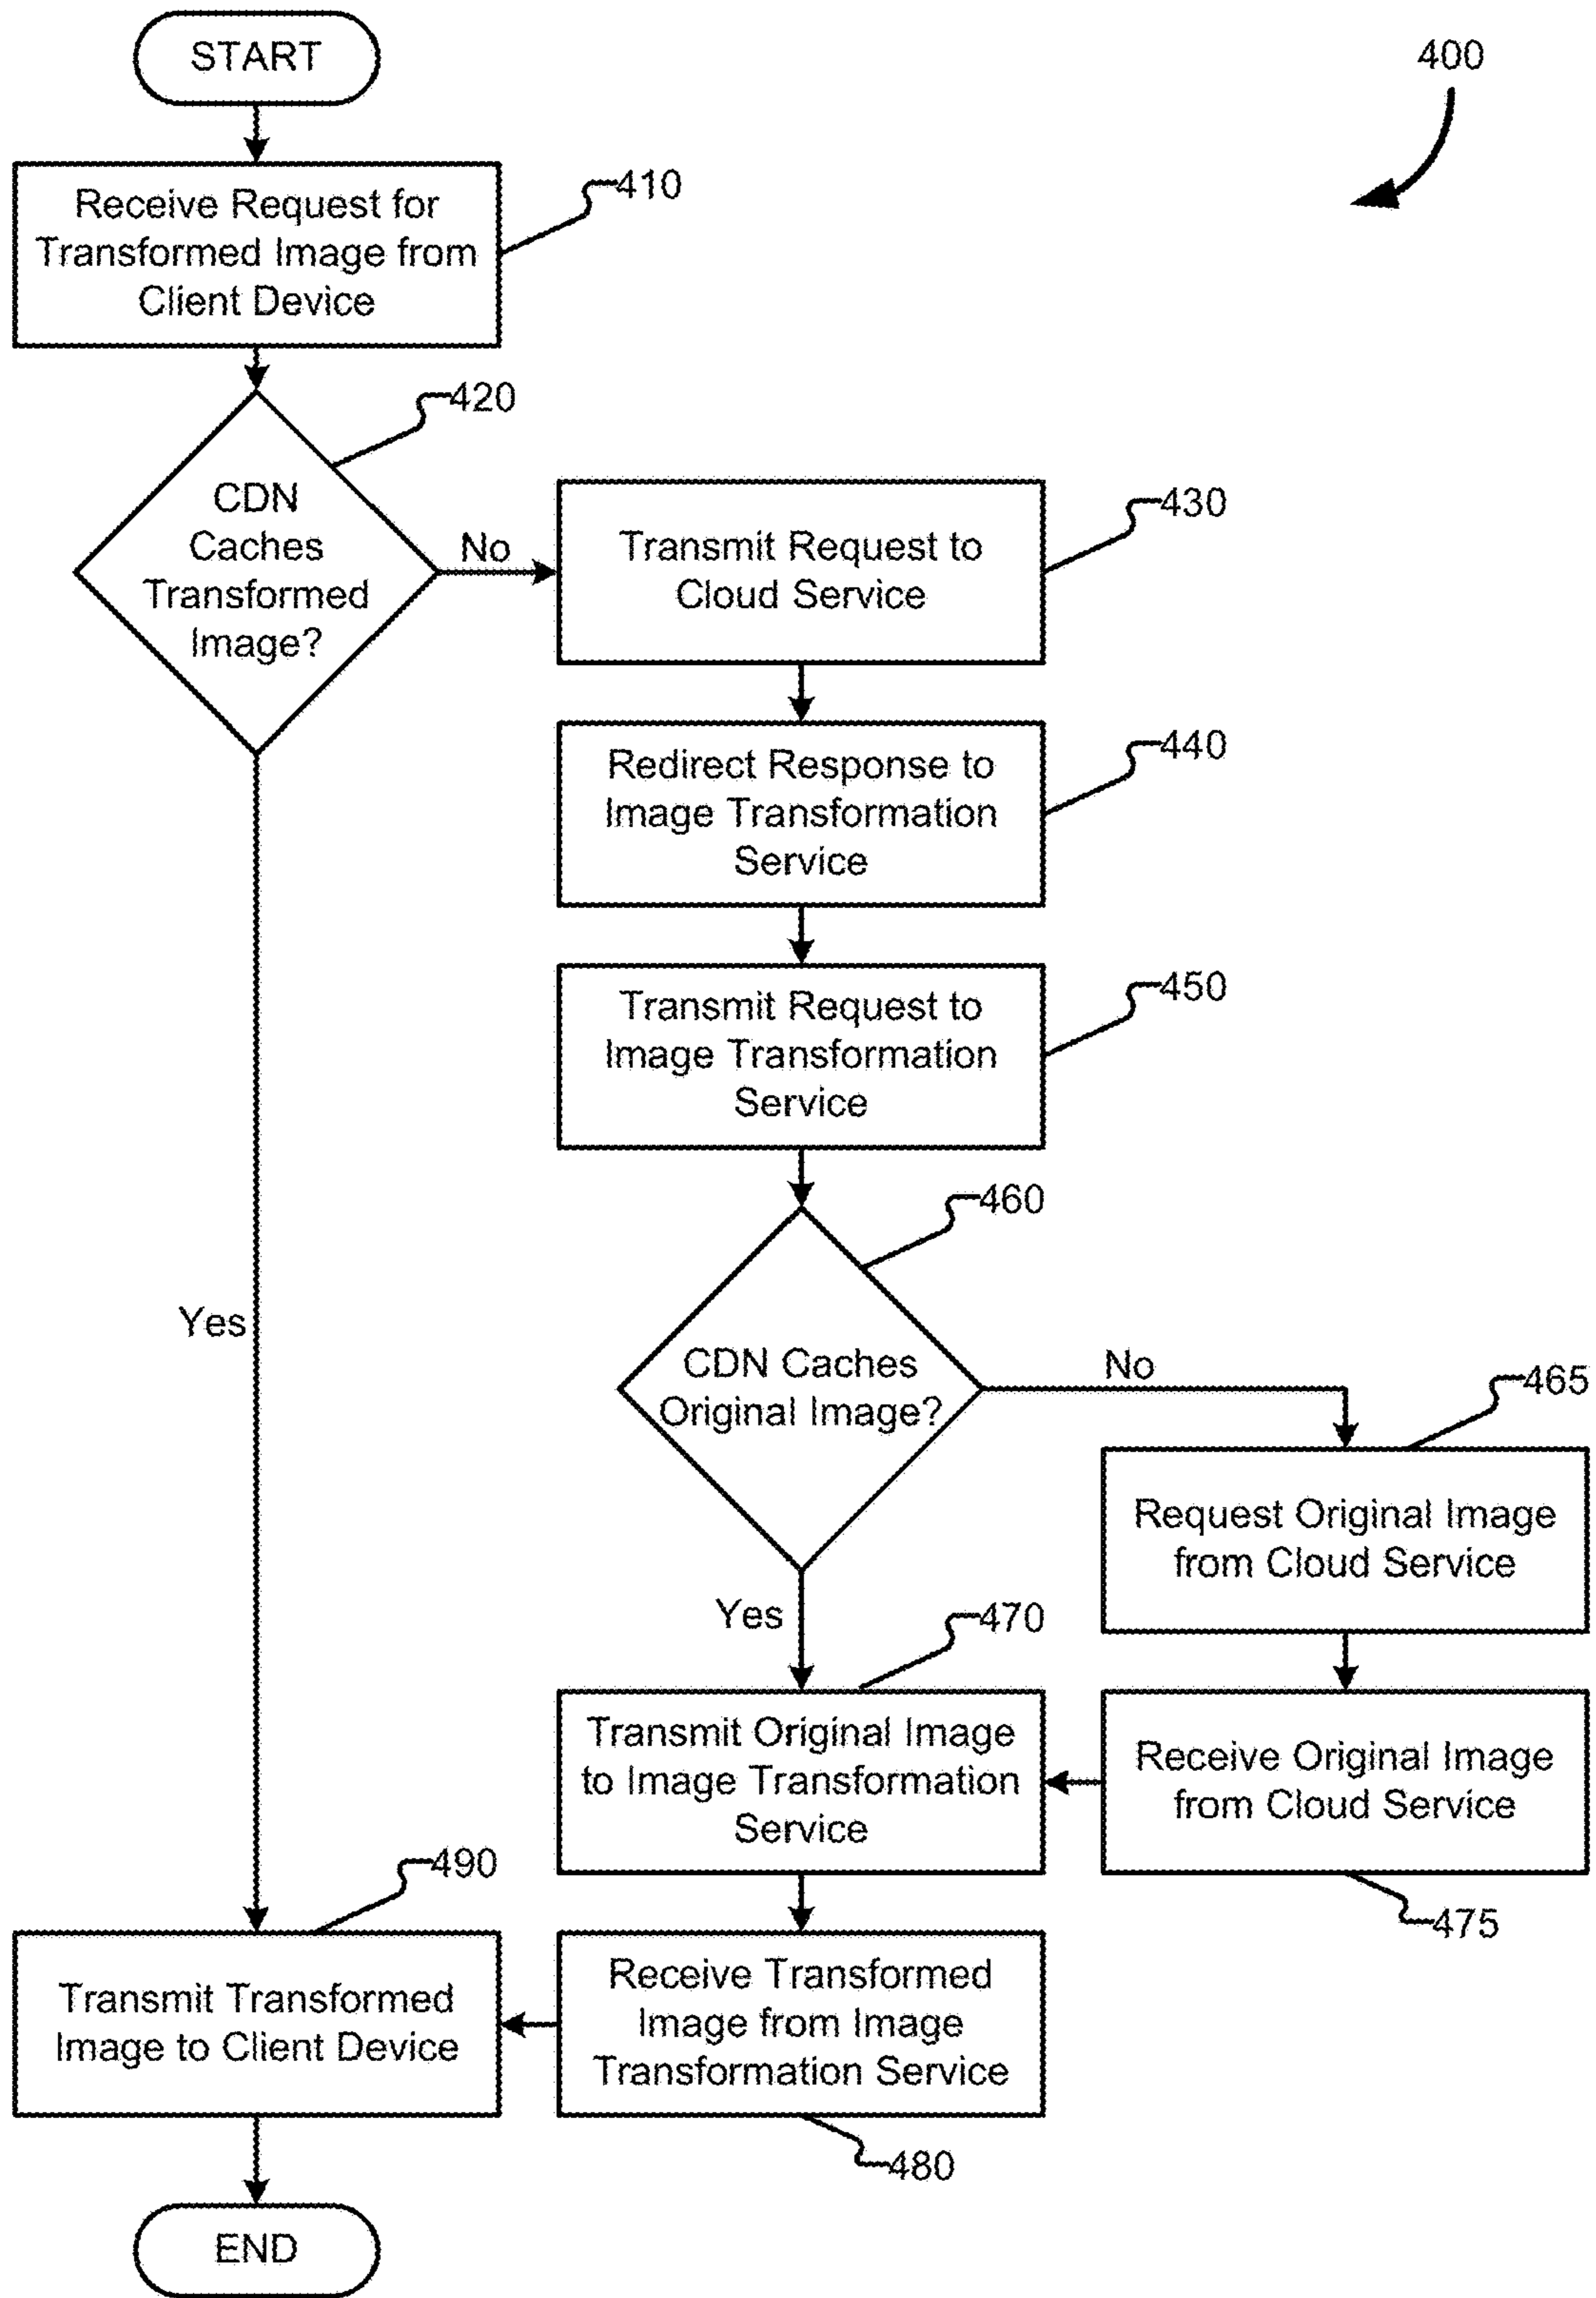 START
400
Receive Request for
Transformed Image from
Client Device
410
420
CDN
Caches
Transformed
Image?
No
Transmit Request to
Cloud Service
430
Redirect Response to
Image Transformation
Service
440
Transmit Request to
Image Transformation
Service
450
460
CDN Caches
Original Image?
No
Yes
465
Request Original Image
from Cloud Service
Yes
470
Transmit Original Image
to Image Transformation
Service
Receive Original Image
from Cloud Service
475
490
Transmit Transformed
Image to Client Device
Receive Transformed
Image from Image
Transformation Service
480
END